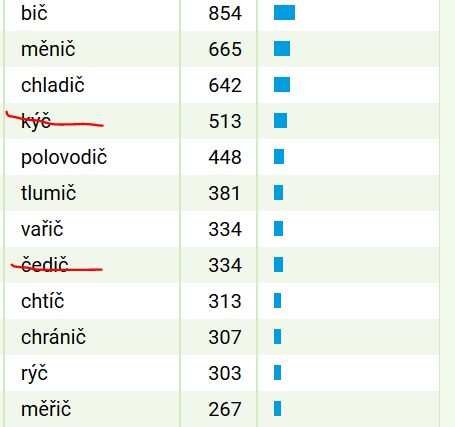 bič 854
měnič 665
chladič 642
kýč 513
polovodič 448
tlumič 381
vařič 334
čedič 334
chtíč 313
chránič 307
rýč 303
měřič 267